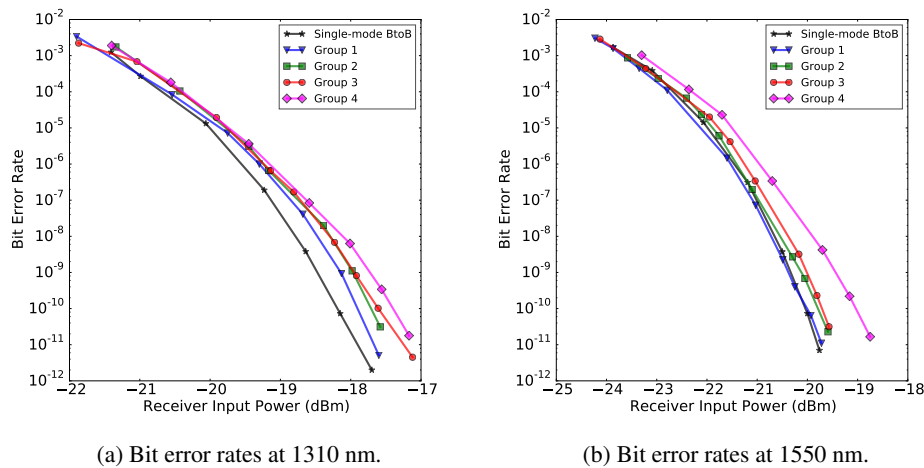 10^-2
10^-3
10^-4
10^-5
10^-6
10^-7
10^-8
10^-9
10^-10
10^-11
10^-12
Bit Error Rate
Single-mode BtoB
Group 1
Group 2
Group 3
Group 4
−22 −21 −20 −19 −18 −17
Receiver Input Power (dBm)
(a) Bit error rates at 1310 nm.
10^-2
10^-3
10^-4
10^-5
10^-6
10^-7
10^-8
10^-9
10^-10
10^-11
10^-12
Bit Error Rate
Single-mode BtoB
Group 1
Group 2
Group 3
Group 4
−25 −24 −23 −22 −21 −20 −19 −18
Receiver Input Power (dBm)
(b) Bit error rates at 1550 nm.